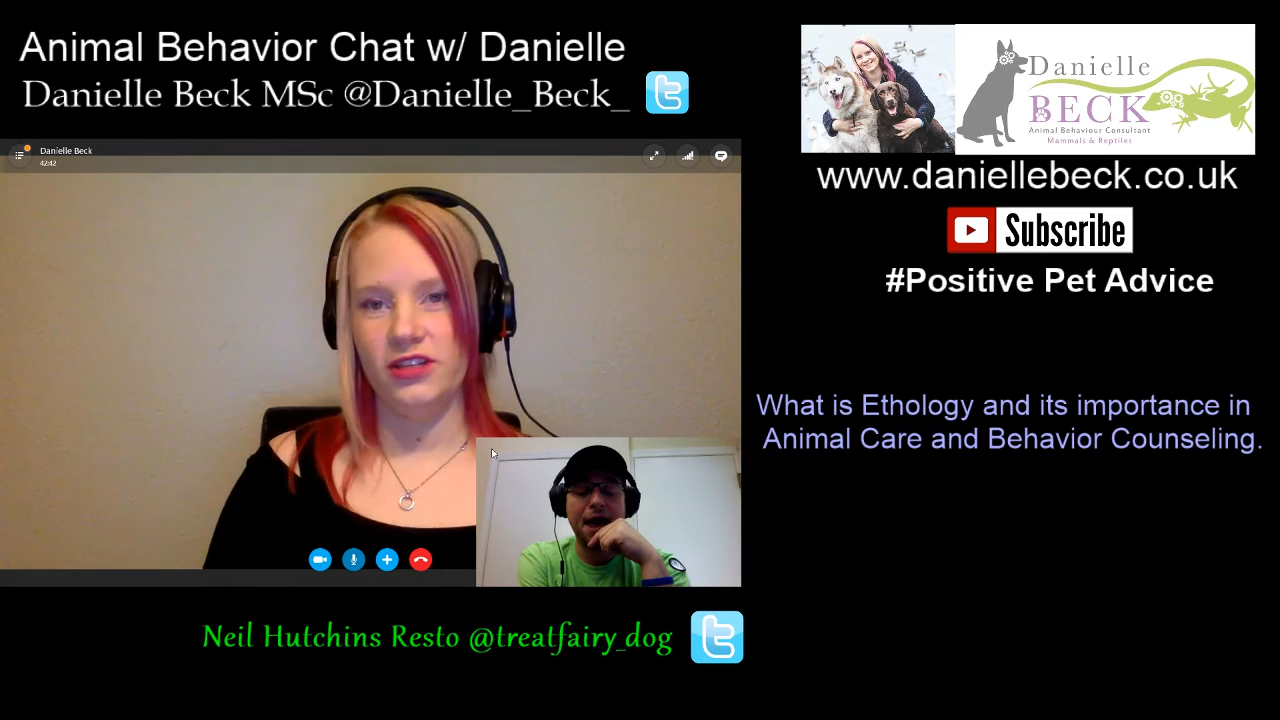 Animal Behavior Chat w/ Danielle
Danielle Beck MSc @Danielle_Beck_
Danielle Beck
42:42
Danielle
BECK
Animal Behaviour Consultant
Mammals & Reptiles
www.daniellebeck.co.uk
Subscribe
#Positive Pet Advice
What is Ethology and its importance in
Animal Care and Behavior Counseling.
Neil Hutchins Resto @treatfairy_dog